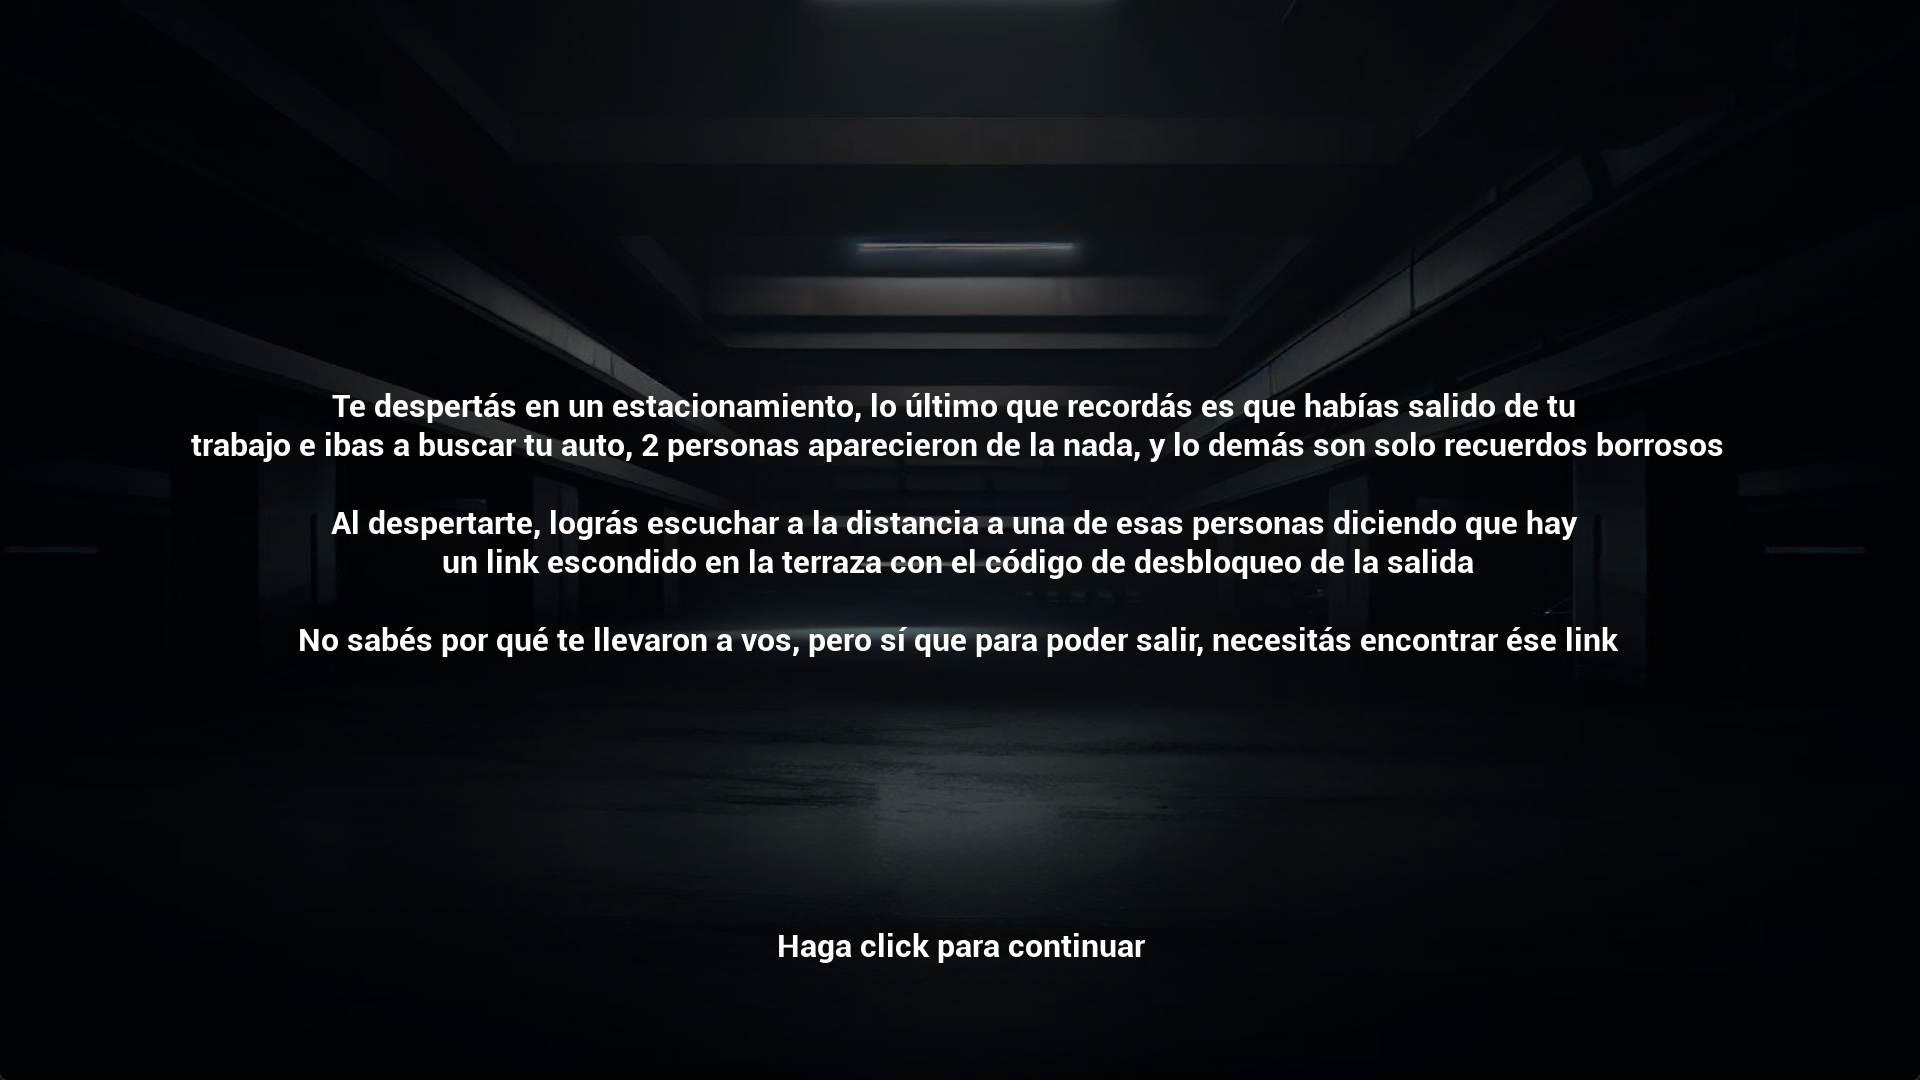 Te despertás en un estacionamiento, lo último que recordás es que habías salido de tu
trabajo e ibas a buscar tu auto, 2 personas aparecieron de la nada, y lo demás son solo recuerdos borrosos
Al despertarte, lográs escuchar a la distancia a una de esas personas diciendo que hay
un link escondido en la terraza con el código de desbloqueo de la salida
No sabés por qué te llevaron a vos, pero sí que para poder salir, necesitás encontrar ése link
Haga click para continuar